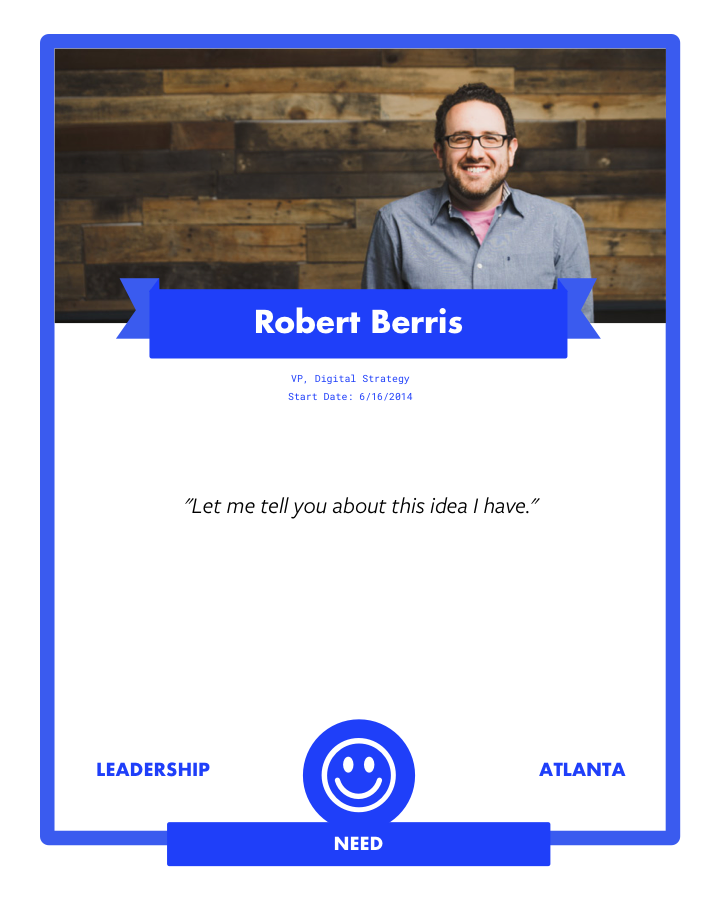 Robert Berris
VP, Digital Strategy
Start Date: 6/16/2014
"Let me tell you about this idea I have."
LEADERSHIP
ATLANTA
NEED